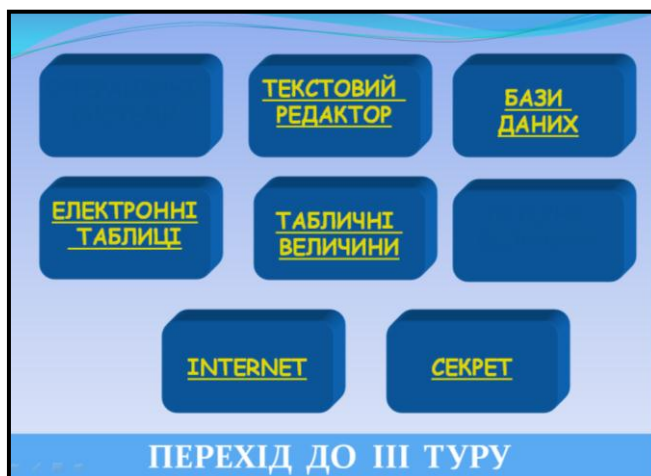 ТЕКСТОВИЙ
РЕДАКТОР
БАЗИ
ДАНИХ
ЕЛЕКТРОННІ
ТАБЛИЦІ
ТАБЛИЧНІ
ВЕЛИЧИНИ
INTERNET
СЕКРЕТ
ПЕРЕХІД ДО ІІІ ТУРУ